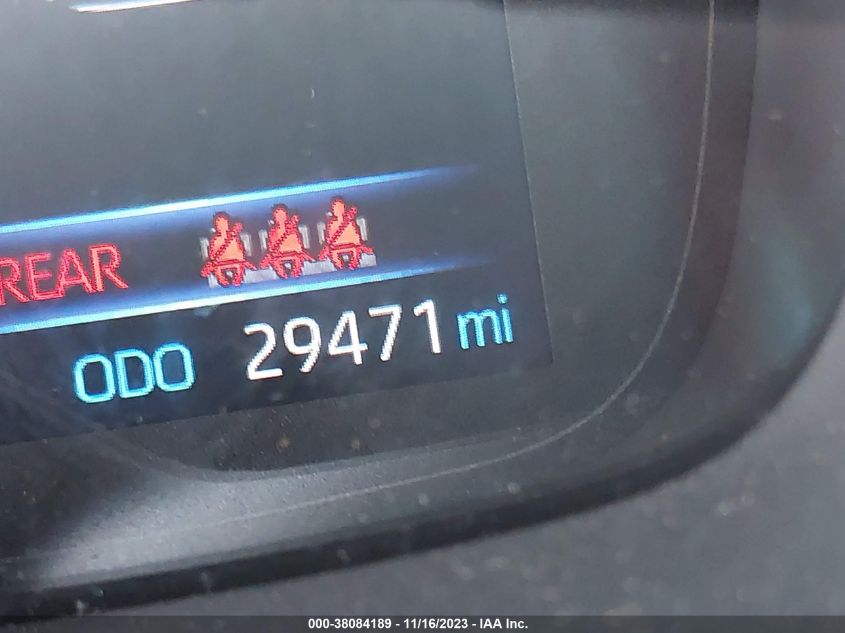 REAR
ODO 29471 mi
000-38084189 - 11/16/2023 - IAA Inc.